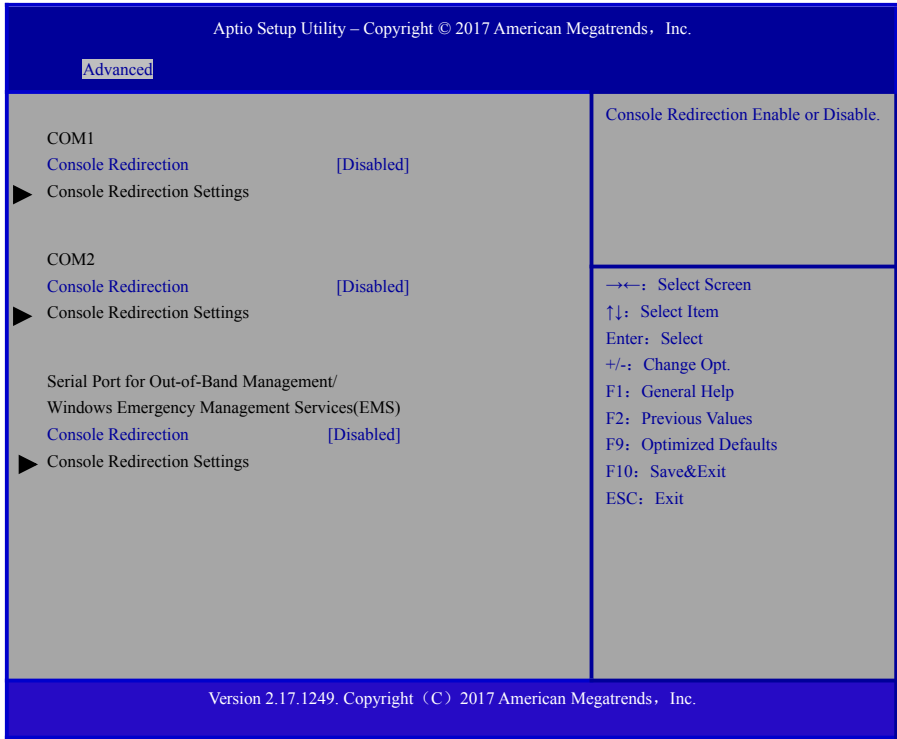 Aptio Setup Utility – Copyright © 2017 American Megatrends，Inc.
Advanced
COM1
Console Redirection [Disabled]
Console Redirection Settings
COM2
Console Redirection [Disabled]
Console Redirection Settings
Serial Port for Out-of-Band Management/
Windows Emergency Management Services(EMS)
Console Redirection [Disabled]
Console Redirection Settings
Console Redirection Enable or Disable.
→←：Select Screen
↑↓：Select Item
Enter：Select
+/-：Change Opt.
F1：General Help
F2：Previous Values
F9：Optimized Defaults
F10：Save&Exit
ESC：Exit
Version 2.17.1249. Copyright（C）2017 American Megatrends，Inc.